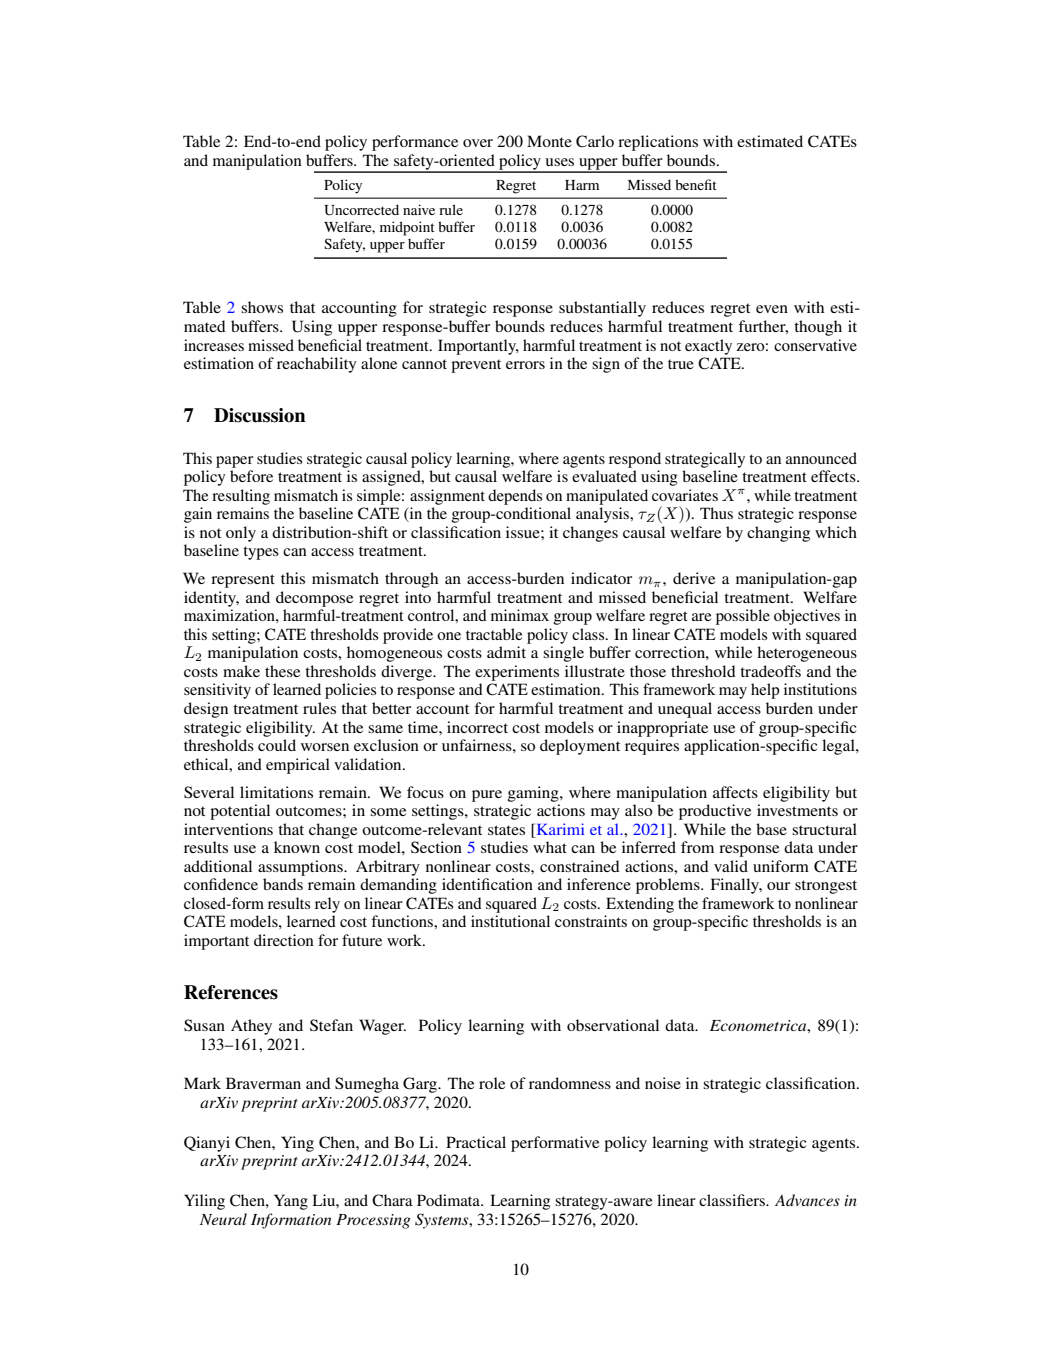 Table 2: End-to-end policy performance over 200 Monte Carlo replications with estimated CATEs
and manipulation buffers. The safety-oriented policy uses upper buffer bounds.
Policy Regret Harm Missed benefit
Uncorrected naive rule 0.1278 0.1278 0.0000
Welfare, midpoint buffer 0.0118 0.0036 0.0082
Safety, upper buffer 0.0159 0.00036 0.0155
Table 2 shows that accounting for strategic response substantially reduces regret even with esti-
mated buffers. Using upper response-buffer bounds reduces harmful treatment further, though it
increases missed beneficial treatment. Importantly, harmful treatment is not exactly zero: conservative
estimation of reachability alone cannot prevent errors in the sign of the true CATE.
7 Discussion
This paper studies strategic causal policy learning, where agents respond strategically to an announced
policy before treatment is assigned, but causal welfare is evaluated using baseline treatment effects.
The resulting mismatch is simple: assignment depends on manipulated covariates X^π, while treatment
gain remains the baseline CATE (in the group-conditional analysis, τ_Z(X)). Thus strategic response
is not only a distribution-shift or classification issue; it changes causal welfare by changing which
baseline types can access treatment.
We represent this mismatch through an access-burden indicator m_π, derive a manipulation-gap
identity, and decompose regret into harmful treatment and missed beneficial treatment. Welfare
maximization, harmful-treatment control, and minimax group welfare regret are possible objectives in
this setting; CATE thresholds provide one tractable policy class. In linear CATE models with squared
L_2 manipulation costs, homogeneous costs admit a single buffer correction, while heterogeneous
costs make these thresholds diverge. The experiments illustrate those threshold tradeoffs and the
sensitivity of learned policies to response and CATE estimation. This framework may help institutions
design treatment rules that better account for harmful treatment and unequal access burden under
strategic eligibility. At the same time, incorrect cost models or inappropriate use of group-specific
thresholds could worsen exclusion or unfairness, so deployment requires application-specific legal,
ethical, and empirical validation.
Several limitations remain. We focus on pure gaming, where manipulation affects eligibility but
not potential outcomes; in some settings, strategic actions may also be productive investments or
interventions that change outcome-relevant states [Karimi et al., 2021]. While the base structural
results use a known cost model, Section 5 studies what can be inferred from response data under
additional assumptions. Arbitrary nonlinear costs, constrained actions, and valid uniform CATE
confidence bands remain demanding identification and inference problems. Finally, our strongest
closed-form results rely on linear CATEs and squared L_2 costs. Extending the framework to nonlinear
CATE models, learned cost functions, and institutional constraints on group-specific thresholds is an
important direction for future work.
References
Susan Athey and Stefan Wager. Policy learning with observational data. Econometrica, 89(1):
133–161, 2021.
Mark Braverman and Sumegha Garg. The role of randomness and noise in strategic classification.
arXiv preprint arXiv:2005.08377, 2020.
Qianyi Chen, Ying Chen, and Bo Li. Practical performative policy learning with strategic agents.
arXiv preprint arXiv:2412.01344, 2024.
Yiling Chen, Yang Liu, and Chara Podimata. Learning strategy-aware linear classifiers. Advances in
Neural Information Processing Systems, 33:15265–15276, 2020.
10